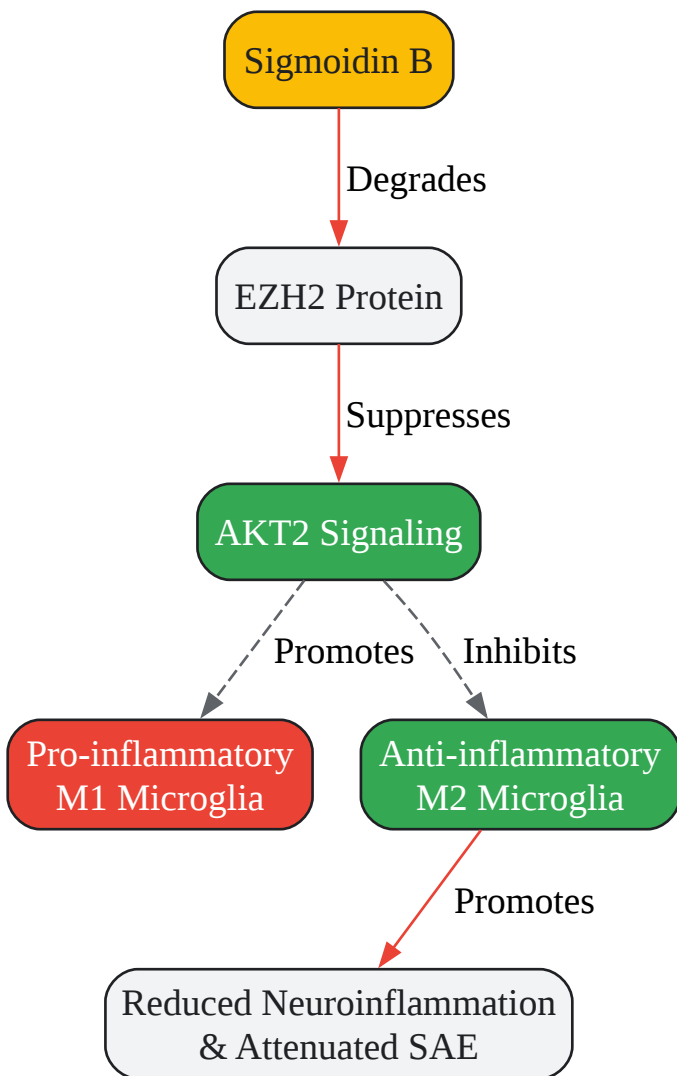 Sigmoidin B
Degrades
EZH2 Protein
Suppresses
AKT2 Signaling
Promotes
Inhibits
Pro-inflammatory
M1 Microglia
Anti-inflammatory
M2 Microglia
Promotes
Reduced Neuroinflammation
& Attenuated SAE